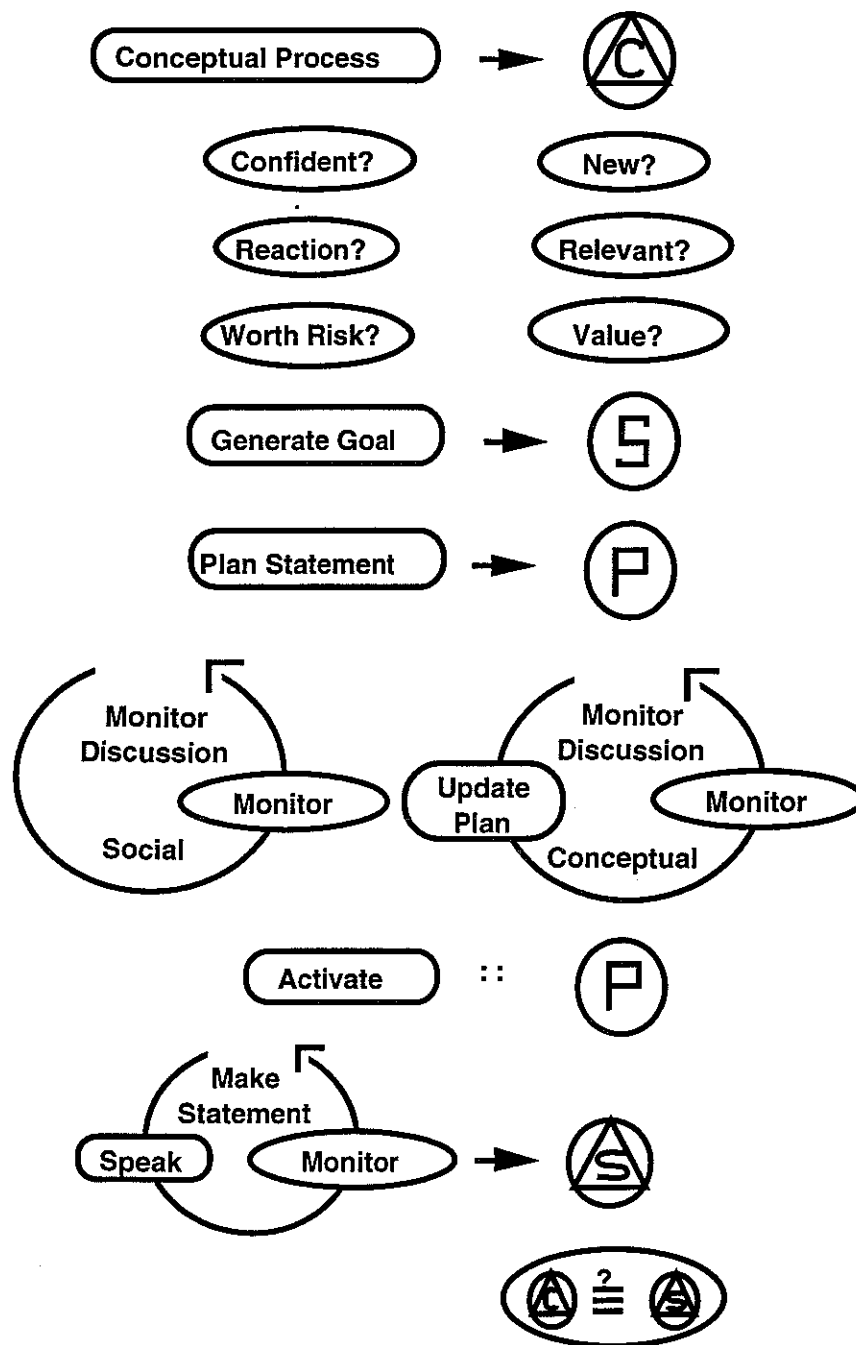 Conceptual Process
C
Confident?
New?
Reaction?
Relevant?
Worth Risk?
Value?
Generate Goal
S
Plan Statement
P
Monitor
Discussion
Monitor
Social
Monitor
Discussion
Update
Plan
Monitor
Conceptual
Activate
::
P
Make
Statement
Speak
Monitor
S
?
C ≡ S